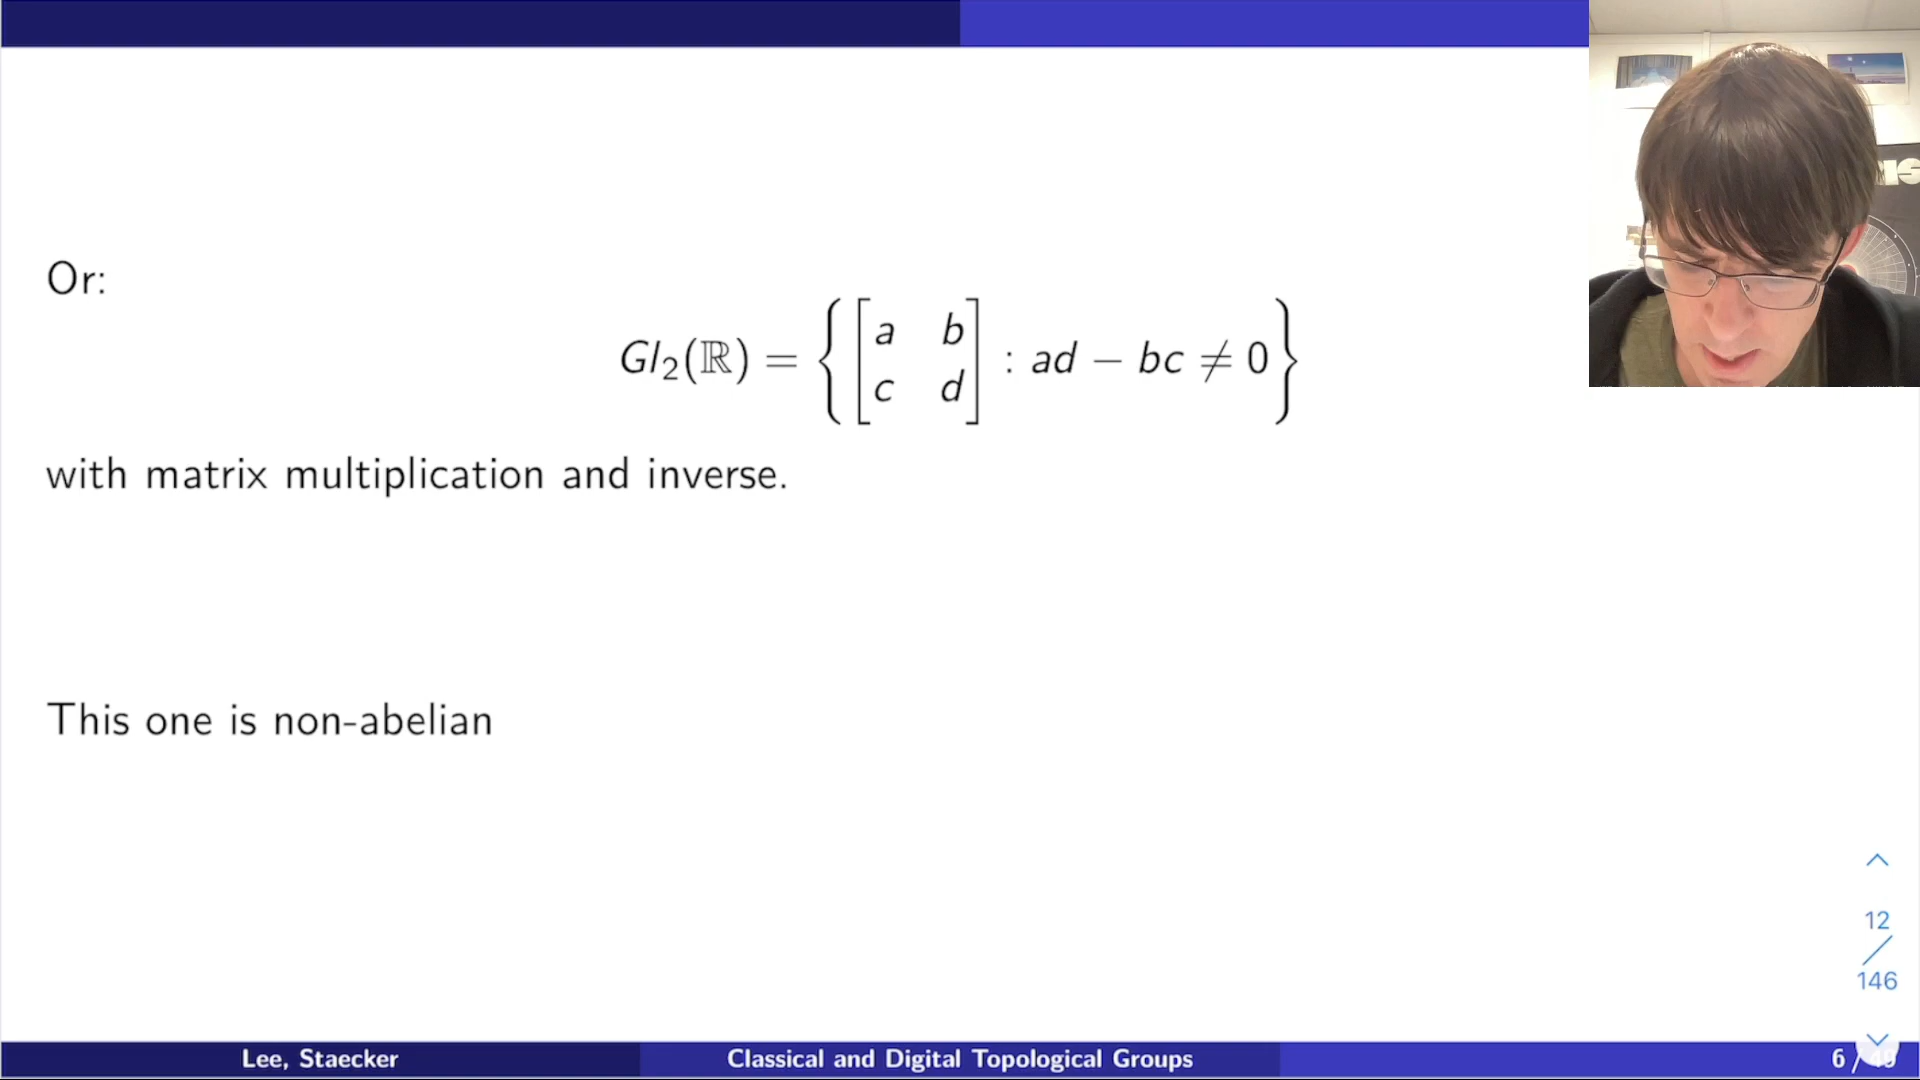 Or:
Gl₂(ℝ) = { [ a b
c d ] : ad − bc ≠ 0 }
with matrix multiplication and inverse.
This one is non-abelian
12
/
146
Lee, Staecker
Classical and Digital Topological Groups
6 /